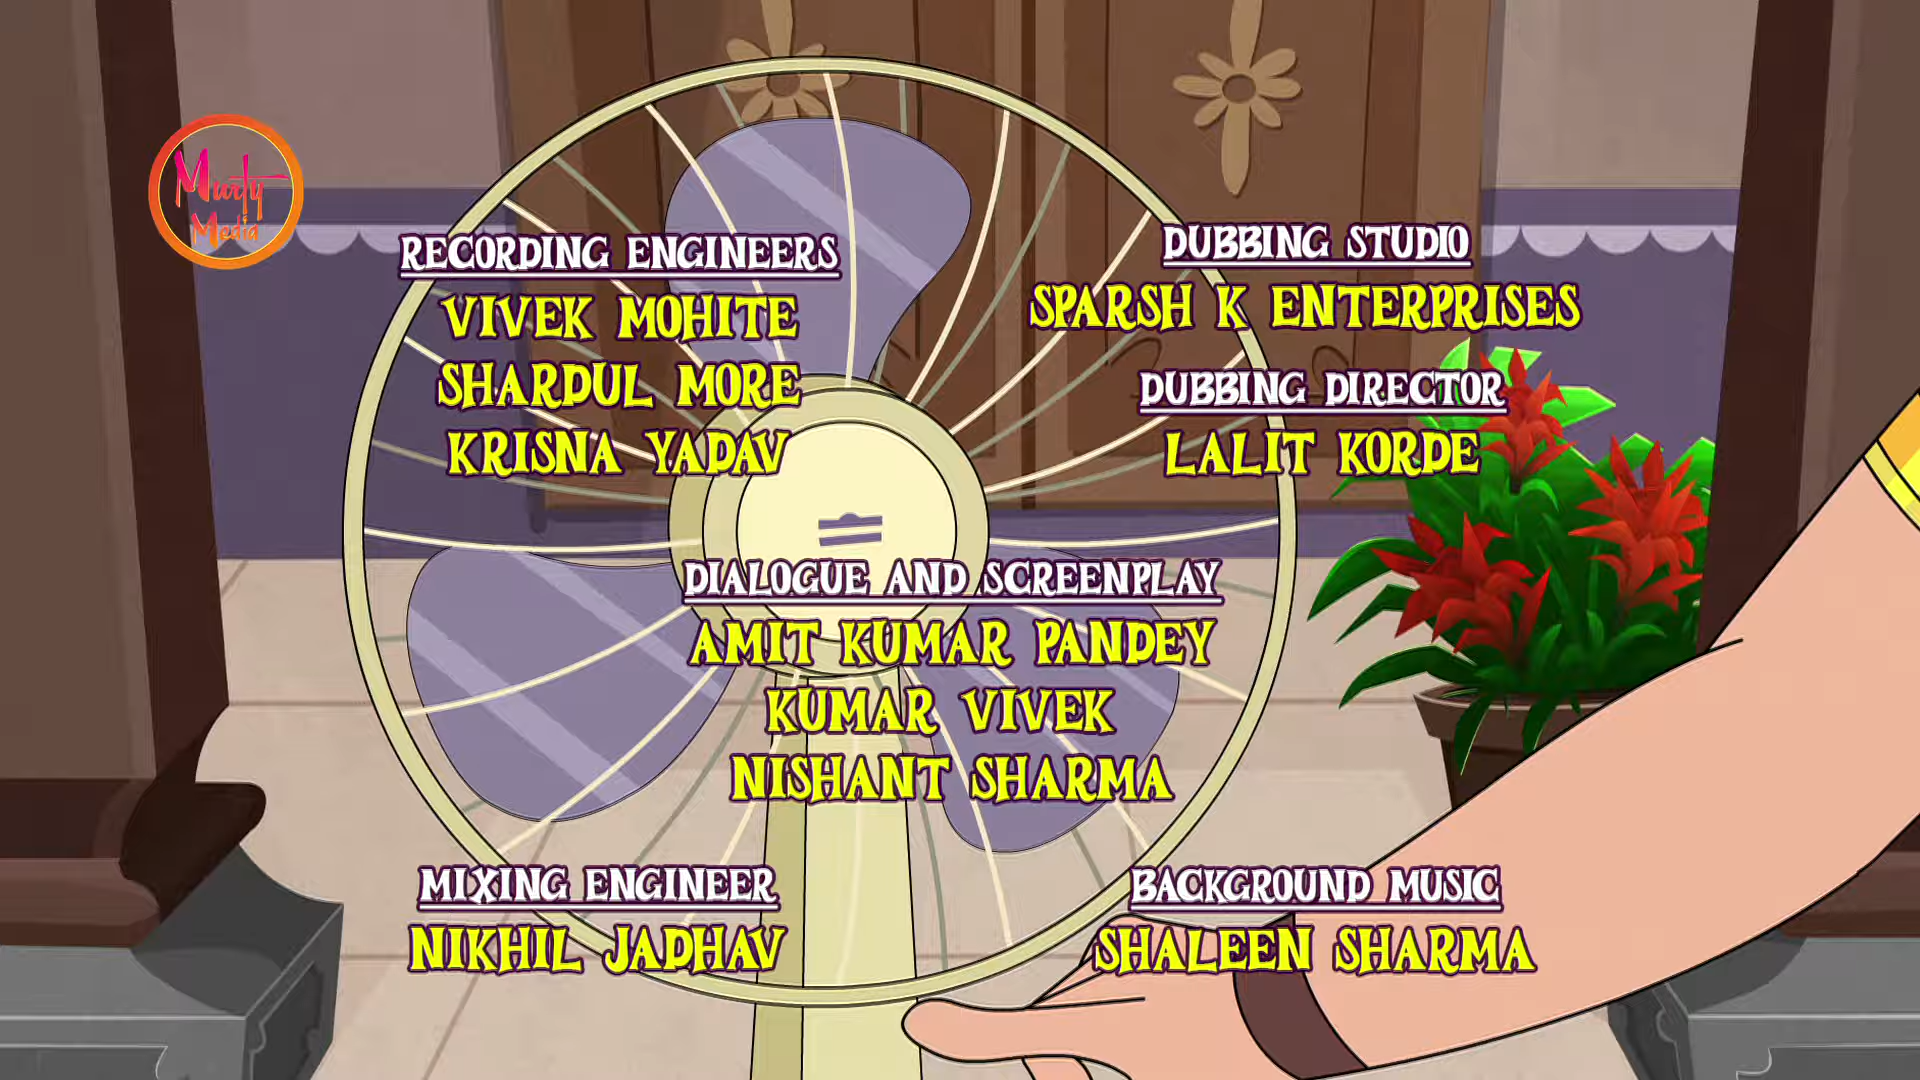 Murty
Media
RECORDING ENGINEERS
VIVEK MOHITE
SHARDUL MORE
KRISNA YADAV
DUBBING STUDIO
SPARSH K ENTERPRISES
DUBBING DIRECTOR
LALIT KORDE
DIALOGUE AND SCREENPLAY
AMIT KUMAR PANDEY
KUMAR VIVEK
NISHANT SHARMA
MIXING ENGINEER
NIKHIL JADHAV
BACKGROUND MUSIC
SHALEEN SHARMA